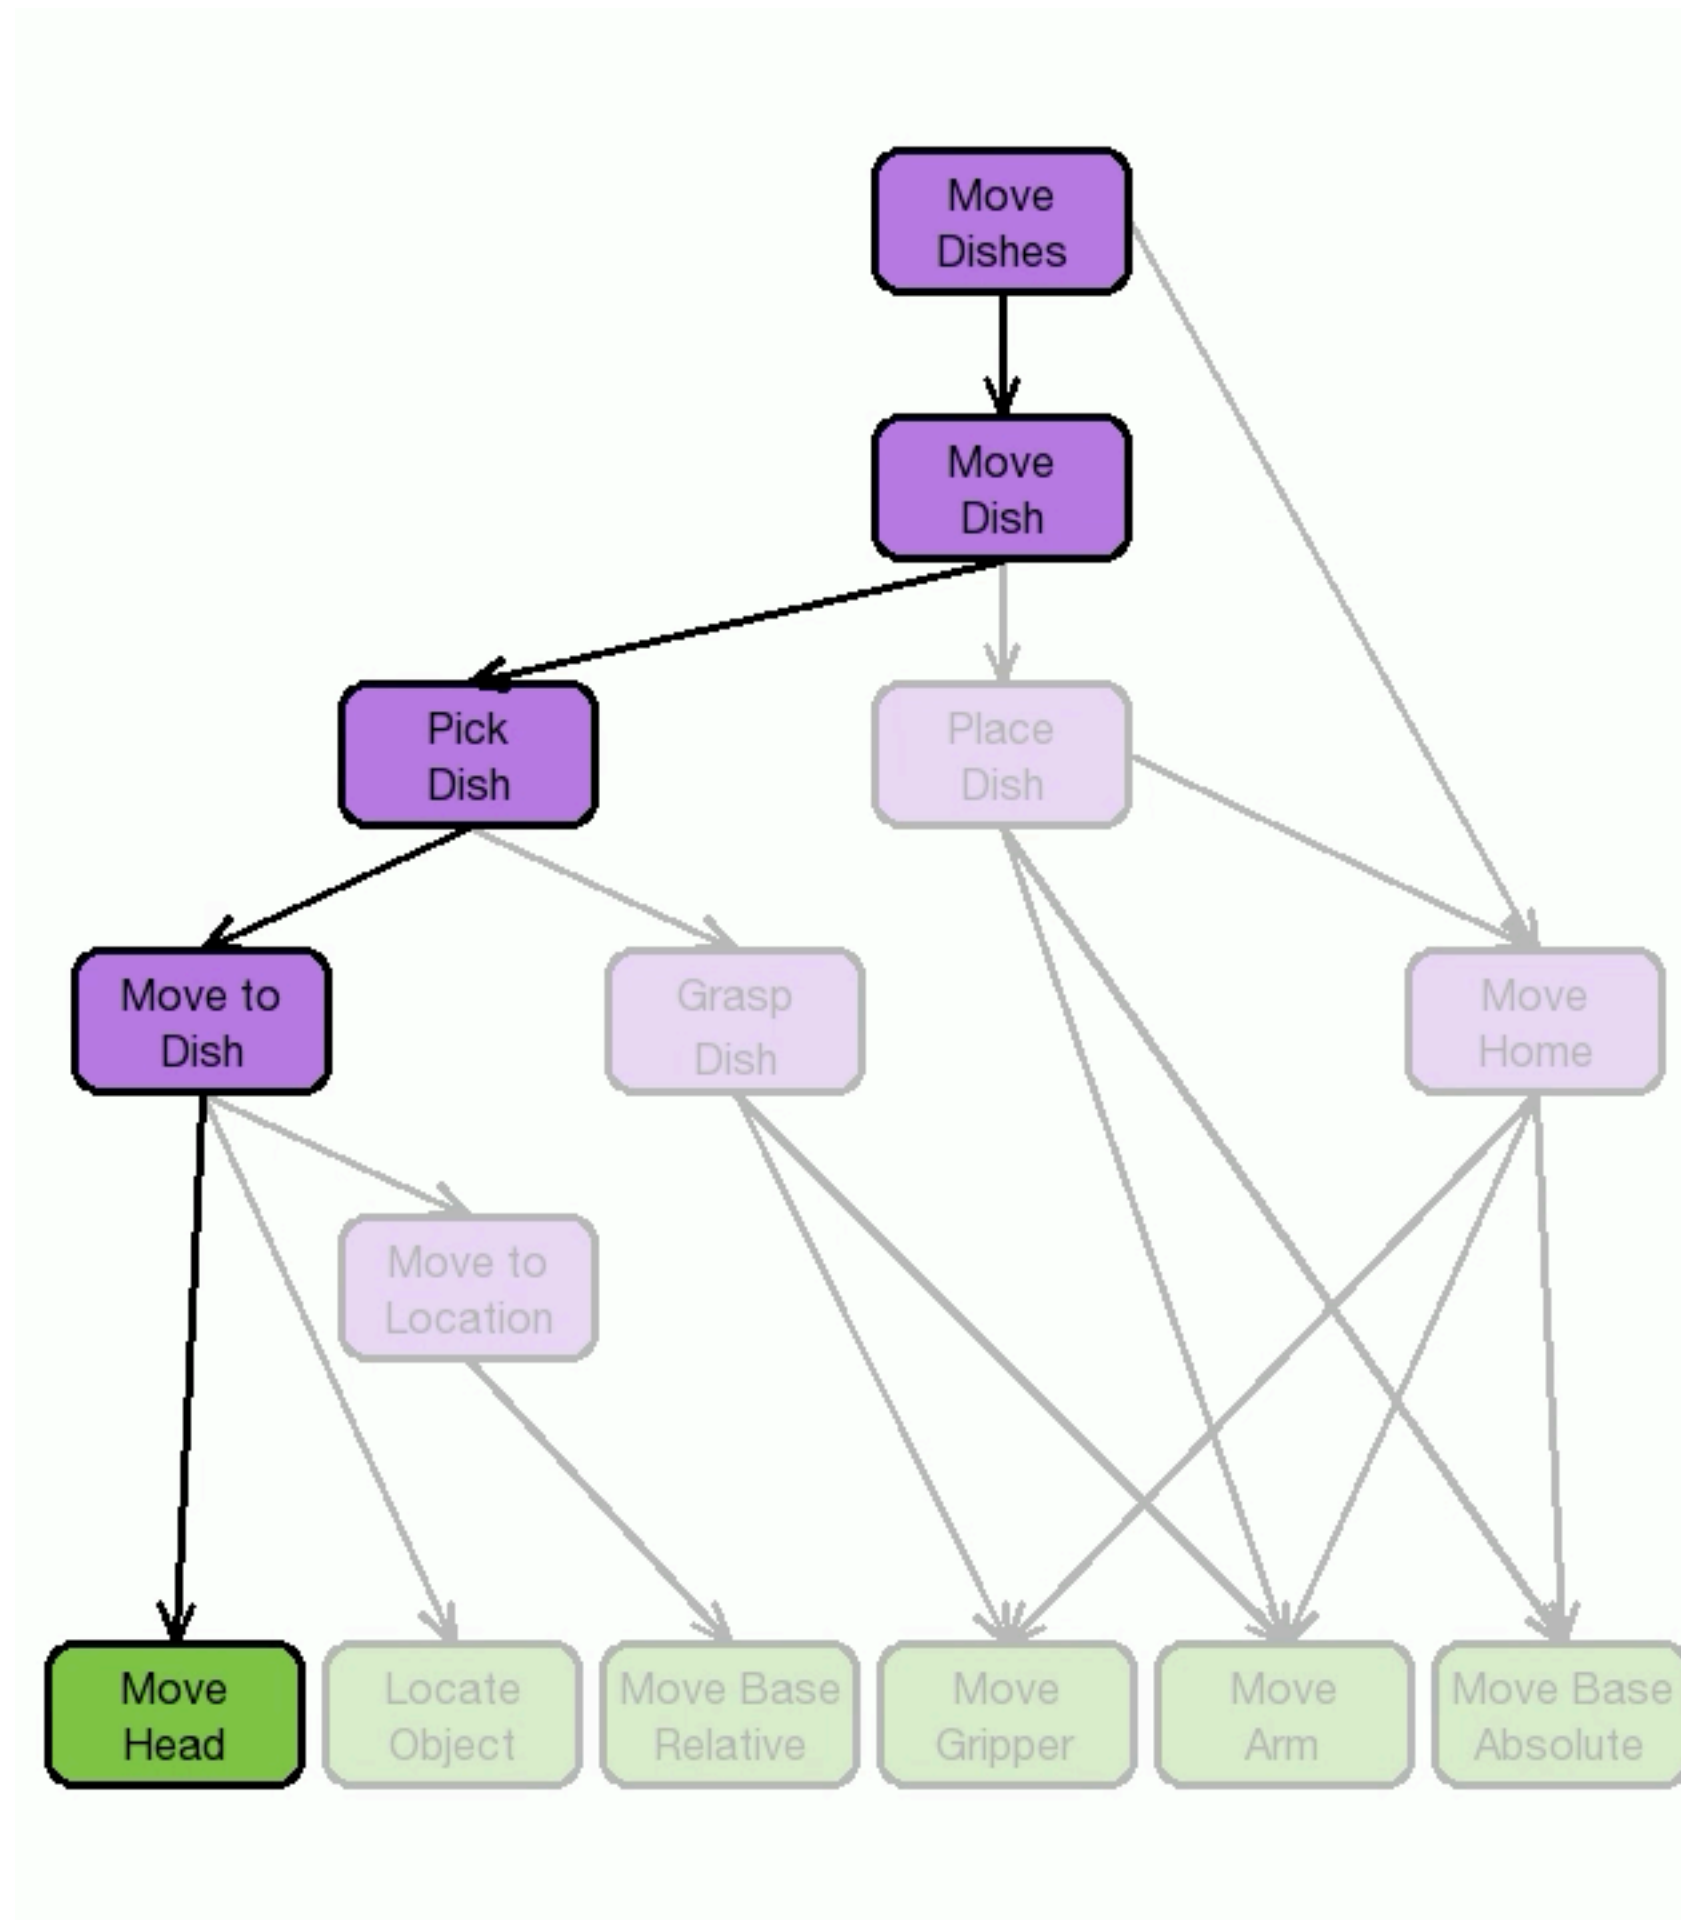 Move
Dishes
Move
Dish
Pick
Dish
Place
Dish
Move to
Dish
Grasp
Dish
Move
Home
Move to
Location
Move
Head
Locate
Object
Move Base
Relative
Move
Gripper
Move
Arm
Move Base
Absolute